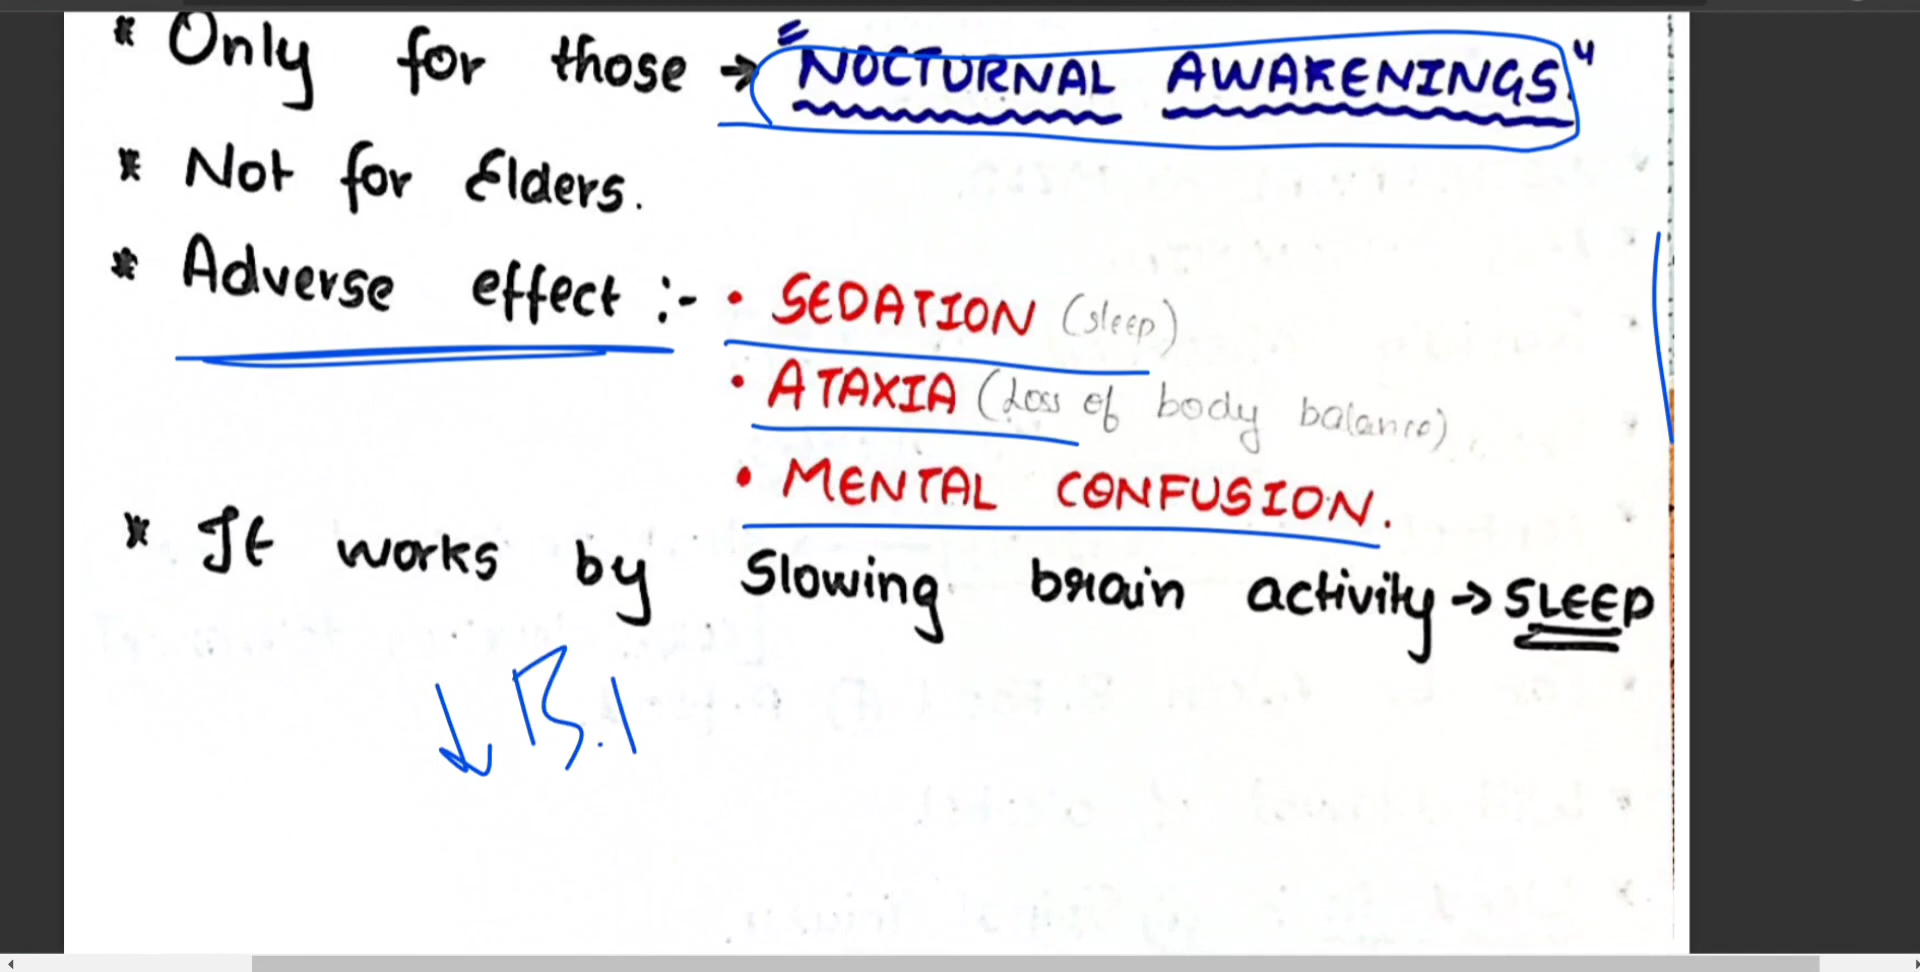 * Only for those → "NOCTURNAL AWAKENINGS."
* Not for Elders.
* Adverse effect :- • SEDATION (sleep)
• ATAXIA (Loss of body balance).
• MENTAL CONFUSION.
* It works by slowing brain activity → SLEEP
↓ B.